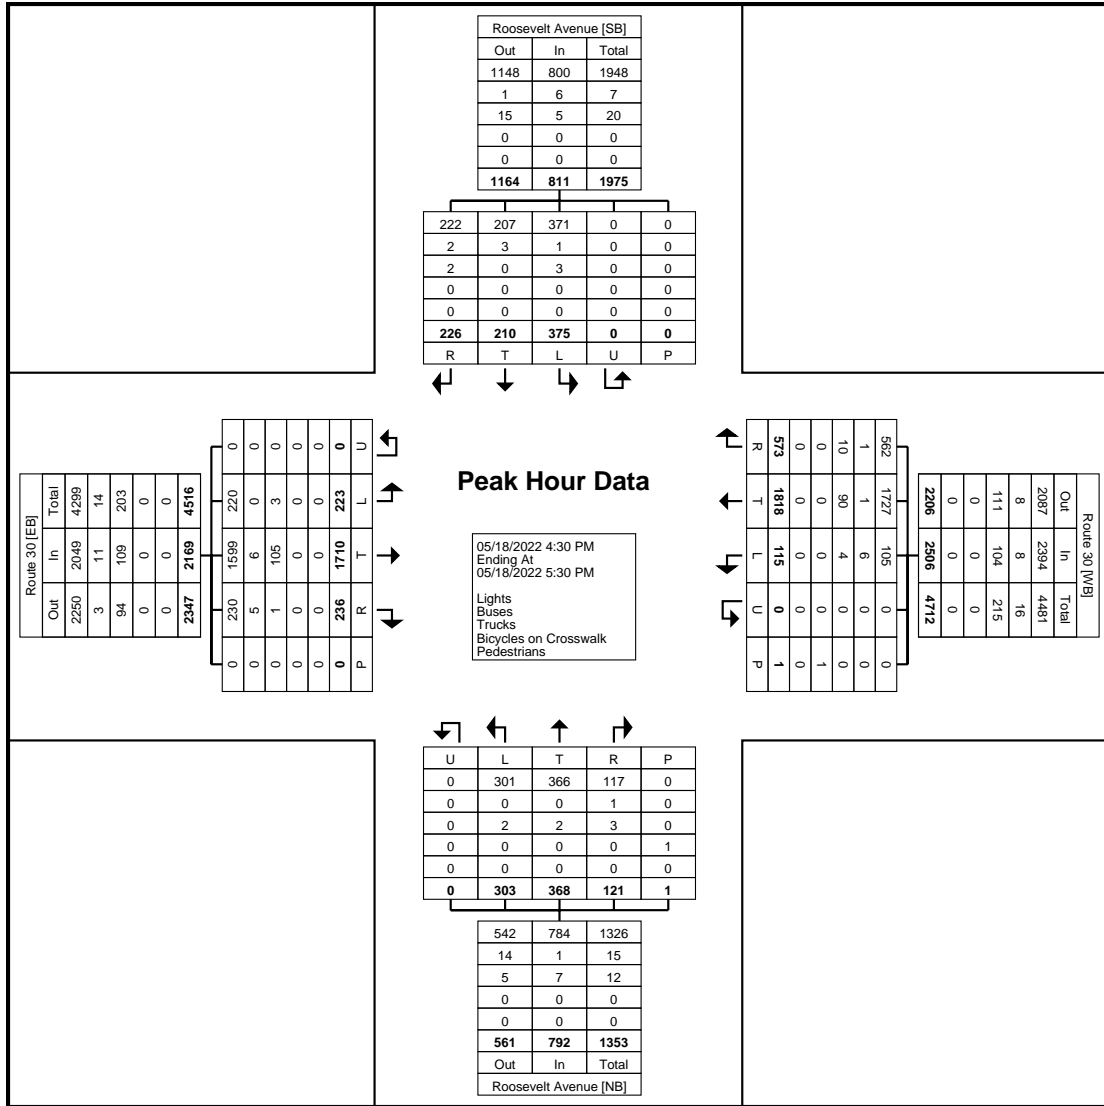 Roosevelt Avenue [SB]
Out In Total
1148 800 1948
1 6 7
15 5 20
0 0 0
0 0 0
1164 811 1975
222 207 371 0 0
2 3 1 0 0
2 0 3 0 0
0 0 0 0 0
0 0 0 0 0
226 210 375 0 0
R T L U P
Route 30 [EB]
Total 4299 14 203 0 0 4516
In 2049 11 109 0 0 2169
Out 2250 3 94 0 0 2347
0 0 0 0 0 0 U
220 0 3 0 0 223 L
1599 6 105 0 0 1710 T
230 5 1 0 0 236 R
0 0 0 0 0 0 P
Peak Hour Data
05/18/2022 4:30 PM
Ending At
05/18/2022 5:30 PM
Lights
Buses
Trucks
Bicycles on Crosswalk
Pedestrians
R 573 0 0 10 1 562
T 1818 0 0 90 1 1727
L 115 0 0 4 6 105
U 0 0 0 0 0 0
P 1 0 1 0 0 0
2206 0 0 111 8 2087 Out
2506 0 0 104 8 2394 In
4712 0 0 215 16 4481 Total
Route 30 [WB]
U L T R P
0 301 366 117 0
0 0 0 1 0
0 2 2 3 0
0 0 0 0 1
0 0 0 0 0
0 303 368 121 1
542 784 1326
14 1 15
5 7 12
0 0 0
0 0 0
561 792 1353
Out In Total
Roosevelt Avenue [NB]